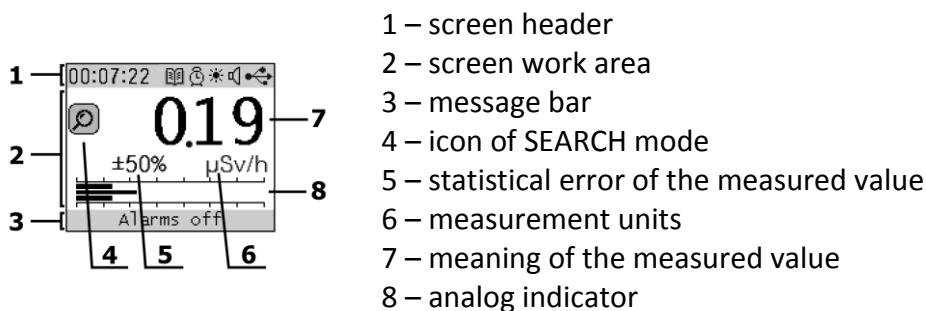 1 – screen header
2 – screen work area
3 – message bar
4 – icon of SEARCH mode
5 – statistical error of the measured value
6 – measurement units
7 – meaning of the measured value
8 – analog indicator
1
00:07:22
2
0.19
7
±50% µSv/h
8
3
Alarms off
4 5 6